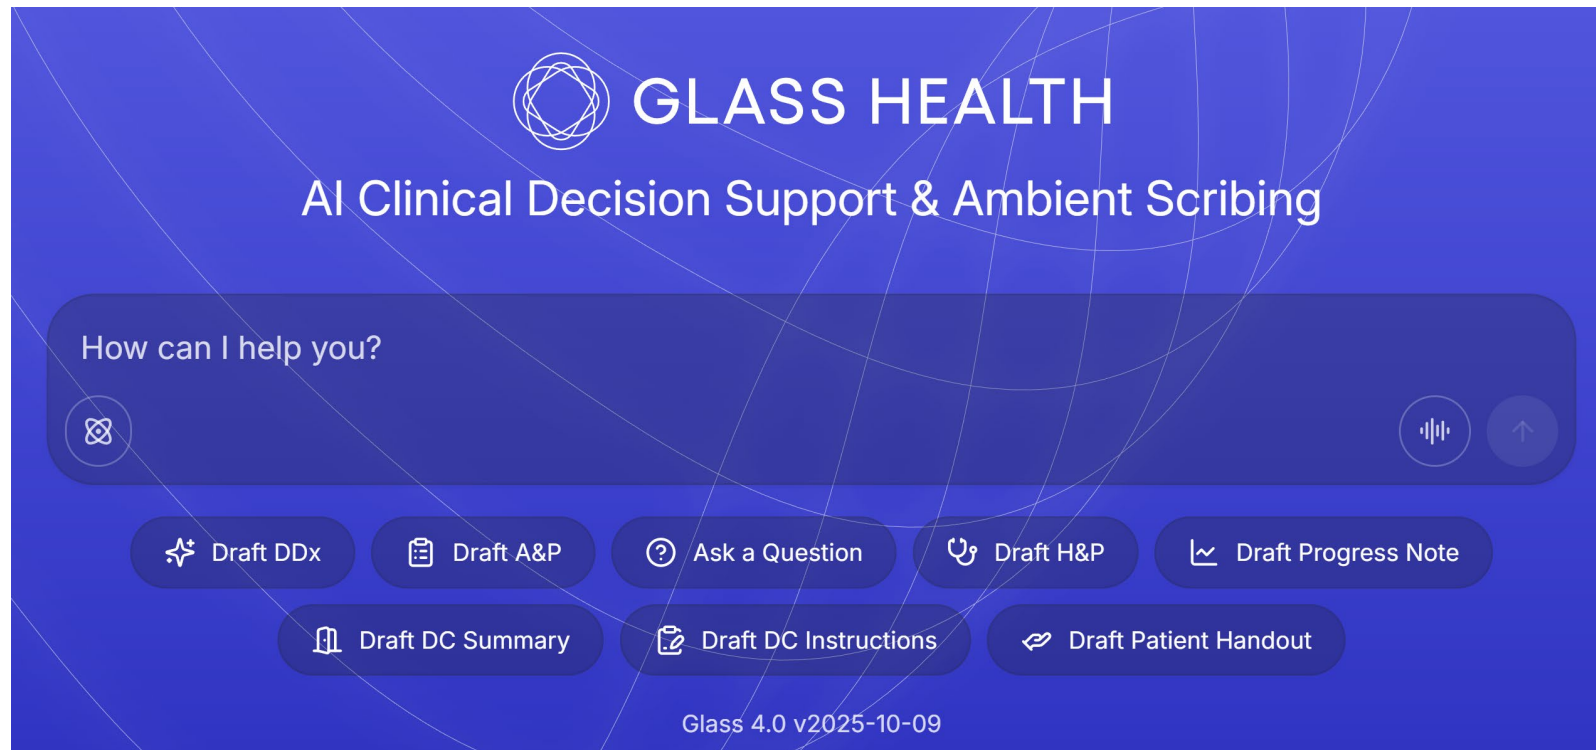 GLASS HEALTH
AI Clinical Decision Support & Ambient Scribing
How can I help you?
Draft DDx
Draft A&P
Ask a Question
Draft H&P
Draft Progress Note
Draft DC Summary
Draft DC Instructions
Draft Patient Handout
Glass 4.0 v2025-10-09